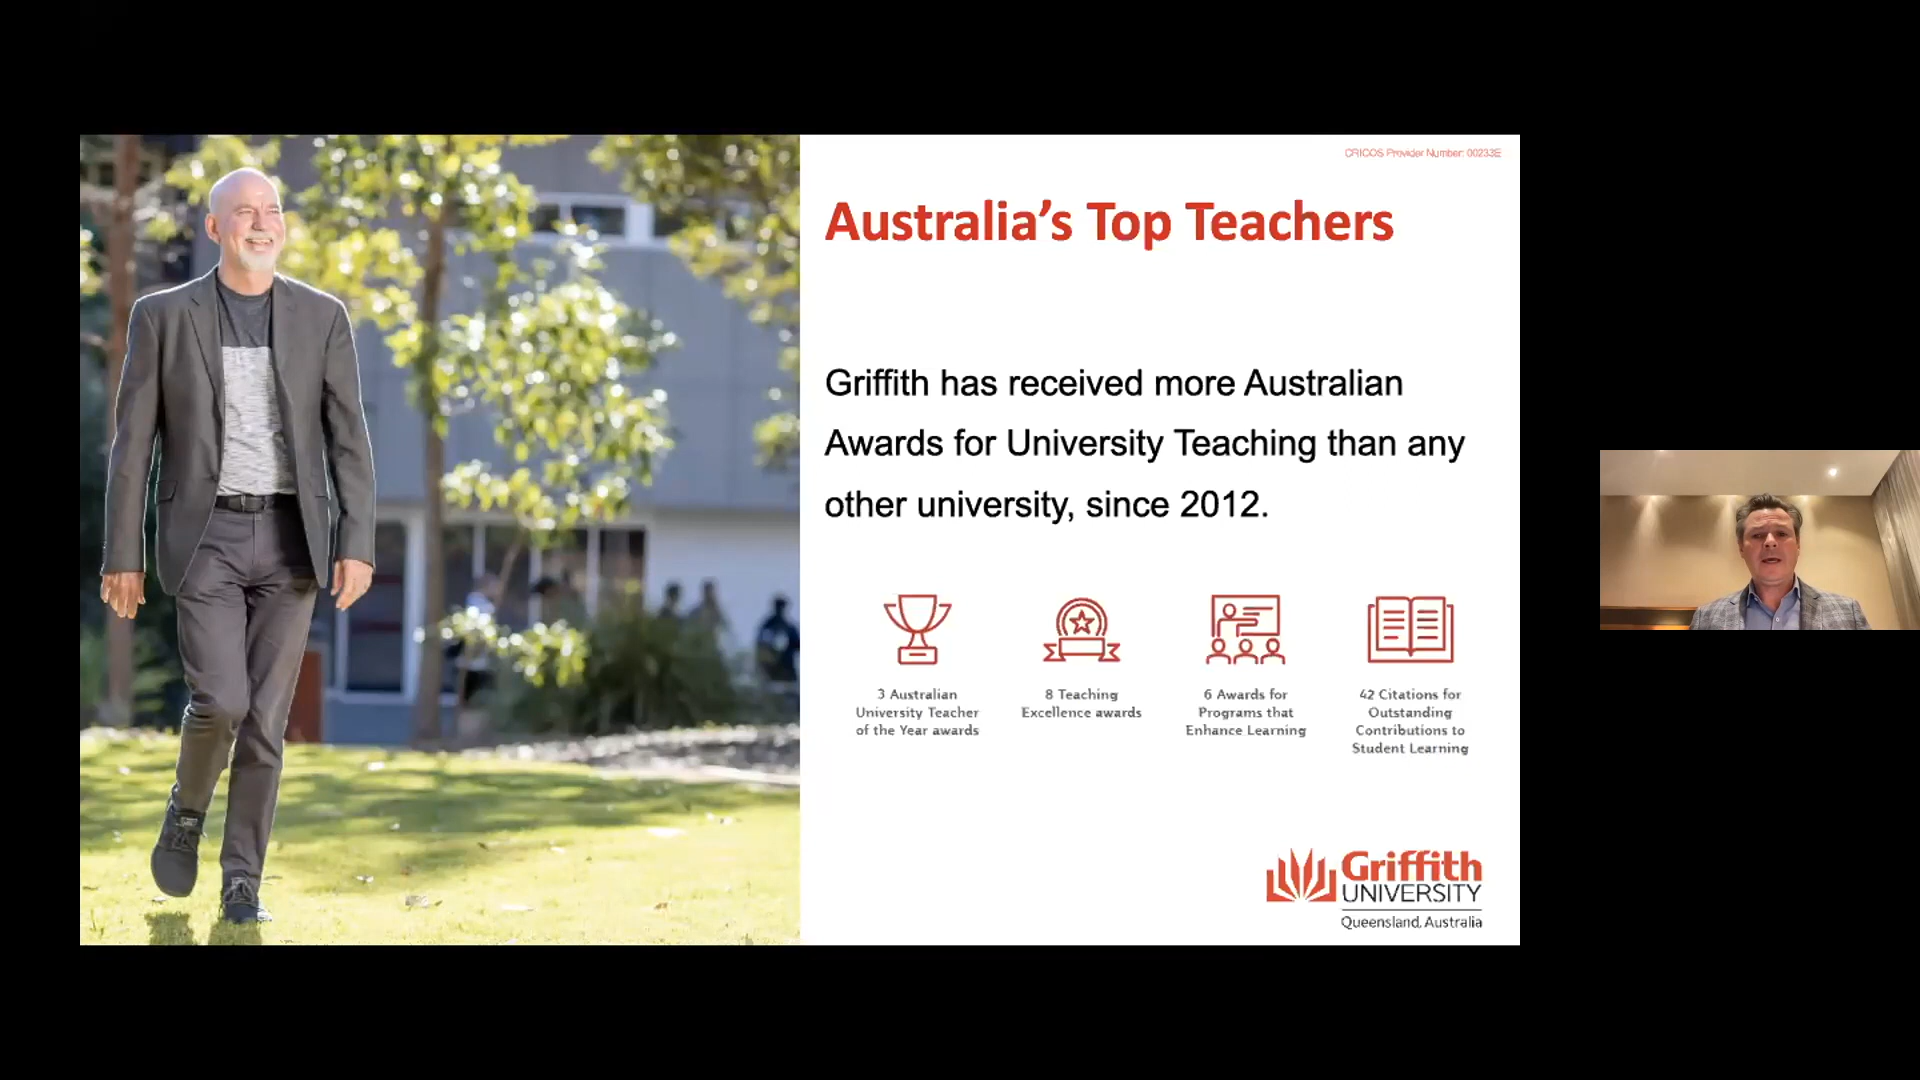 CRICOS Provider Number: 00233E
Australia’s Top Teachers
Griffith has received more Australian
Awards for University Teaching than any
other university, since 2012.
3 Australian
University Teacher
of the Year awards
8 Teaching
Excellence awards
6 Awards for
Programs that
Enhance Learning
42 Citations for
Outstanding
Contributions to
Student Learning
Griffith
UNIVERSITY
Queensland, Australia